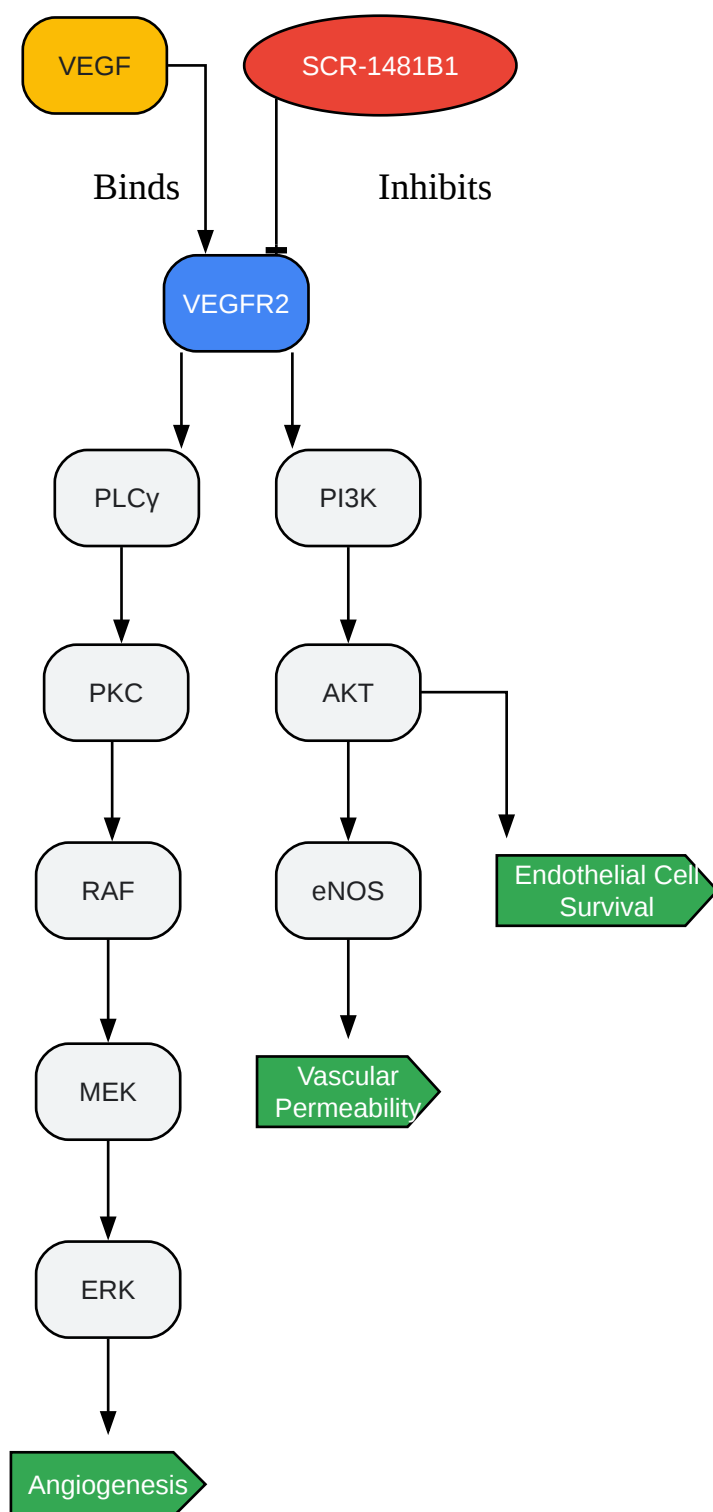 VEGF
SCR-1481B1
Binds
Inhibits
VEGFR2
PLCγ
PI3K
PKC
AKT
RAF
eNOS
Endothelial Cell
Survival
MEK
Vascular
Permeability
ERK
Angiogenesis